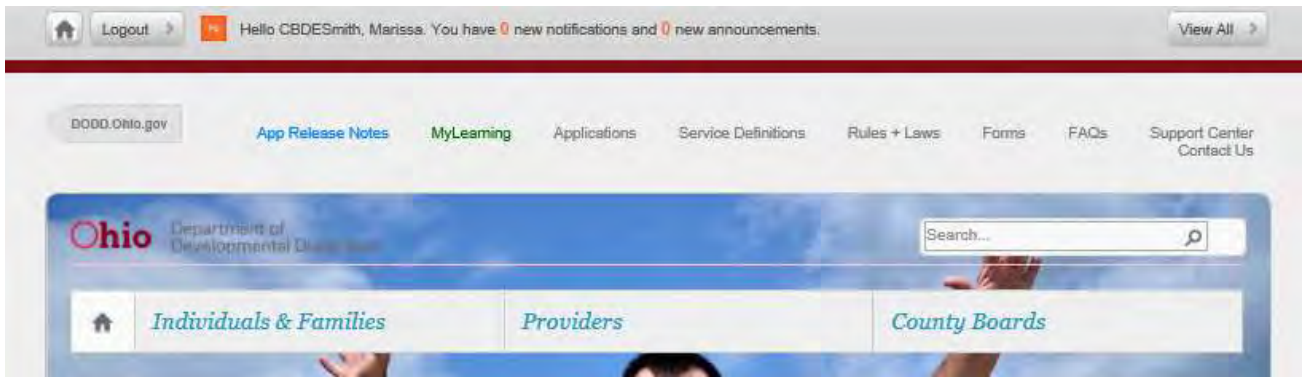 Logout
Hello CBDESmith, Marissa. You have 0 new notifications and 0 new announcements.
View All
DODD.Ohio.gov
App Release Notes
MyLearning
Applications
Service Definitions
Rules + Laws
Forms
FAQs
Support Center
Contact Us
Ohio
Department of
Developmental
Search...
Individuals & Families
Providers
County Boards